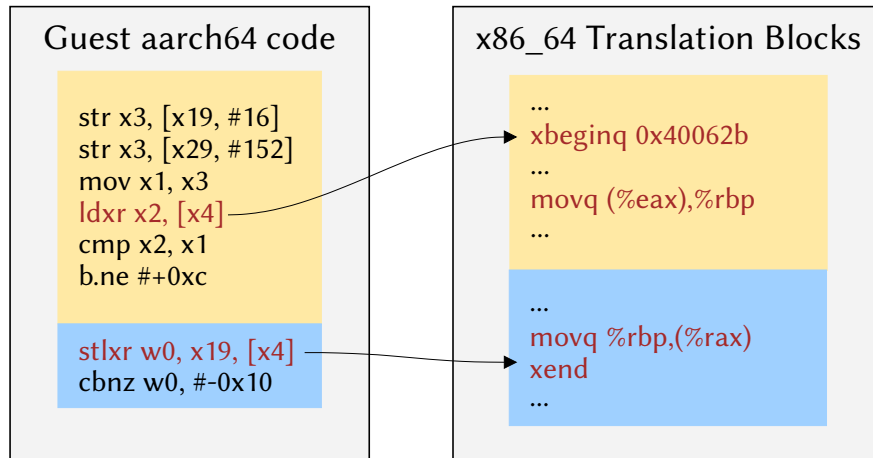 Guest aarch64 code
str x3, [x19, #16]
str x3, [x29, #152]
mov x1, x3
ldxr x2, [x4]
cmp x2, x1
b.ne #+0xc
stlxr w0, x19, [x4]
cbnz w0, #-0x10
x86_64 Translation Blocks
...
xbeginq 0x40062b
...
movq (%eax),%rbp
...
...
movq %rbp,(%rax)
xend
...